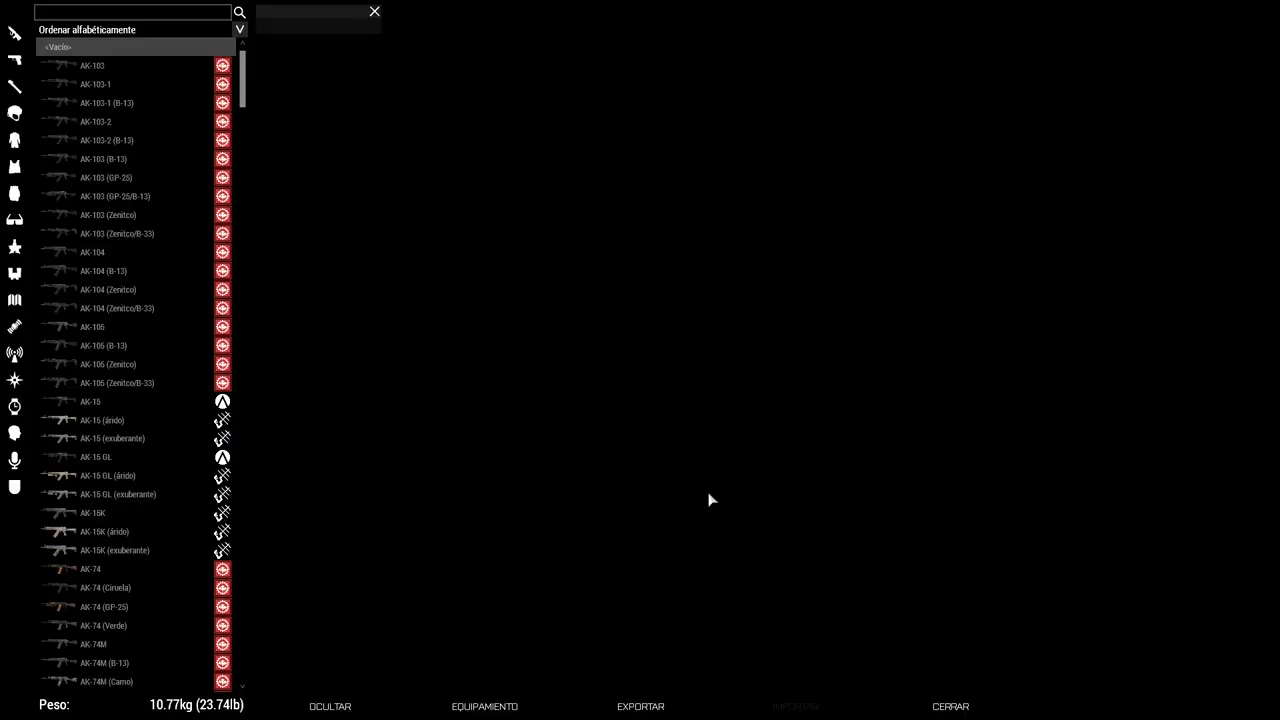 Ordenar alfabéticamente
<Vacío>
AK-103
AK-103-1
AK-103-1 (B-13)
AK-103-2
AK-103-2 (B-13)
AK-103 (B-13)
AK-103 (GP-25)
AK-103 (GP-25/B-13)
AK-103 (Zenitco)
AK-103 (Zenitco/B-33)
AK-104
AK-104 (B-13)
AK-104 (Zenitco)
AK-104 (Zenitco/B-33)
AK-105
AK-105 (B-13)
AK-105 (Zenitco)
AK-105 (Zenitco/B-33)
AK-15
AK-15 (árido)
AK-15 (exuberante)
AK-15 GL
AK-15 GL (árido)
AK-15 GL (exuberante)
AK-15K
AK-15K (árido)
AK-15K (exuberante)
AK-74
AK-74 (Ciruela)
AK-74 (GP-25)
AK-74 (Verde)
AK-74M
AK-74M (B-13)
AK-74M (Camo)
Peso: 10.77kg (23.74lb)
OCULTAR EQUIPAMIENTO EXPORTAR IMPORTAR CERRAR